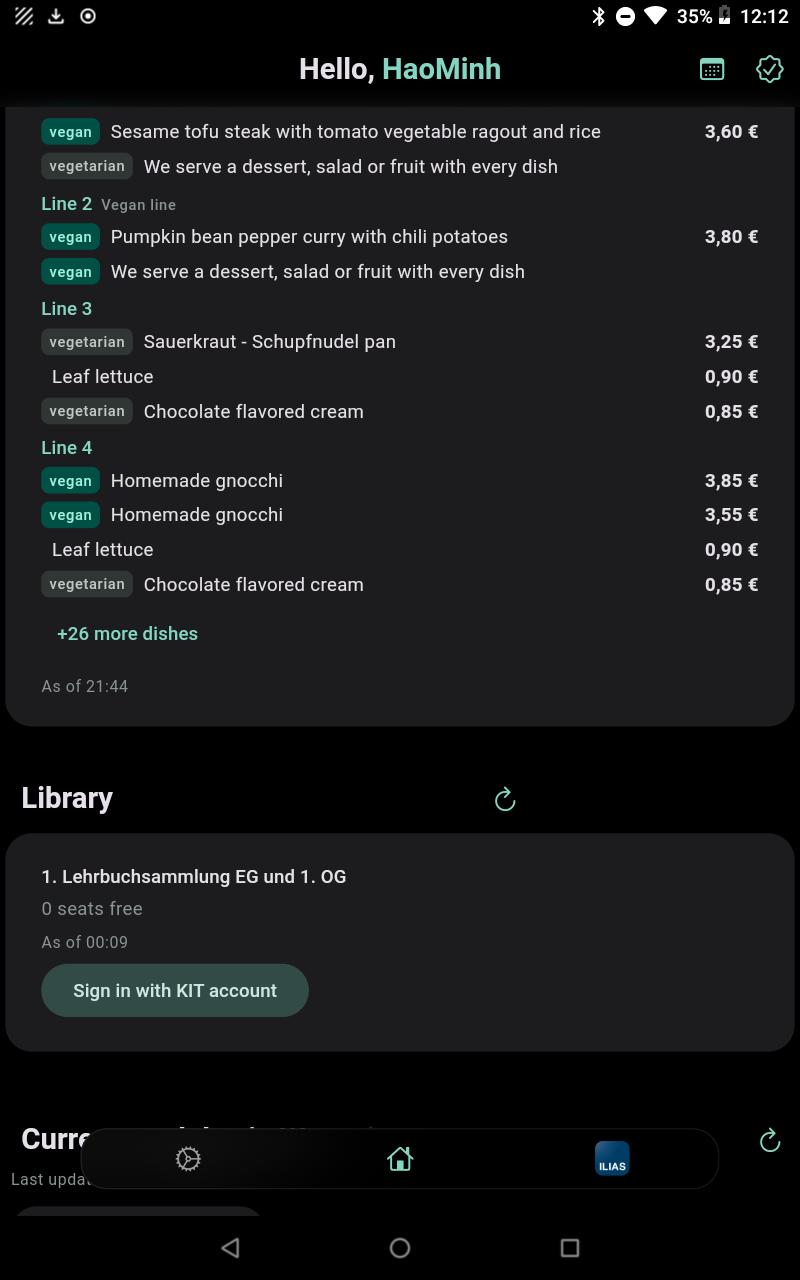 35% 12:12
Hello, HaoMinh
vegan Sesame tofu steak with tomato vegetable ragout and rice 3,60 €
vegetarian We serve a dessert, salad or fruit with every dish
Line 2 Vegan line
vegan Pumpkin bean pepper curry with chili potatoes 3,80 €
vegan We serve a dessert, salad or fruit with every dish
Line 3
vegetarian Sauerkraut - Schupfnudel pan 3,25 €
Leaf lettuce 0,90 €
vegetarian Chocolate flavored cream 0,85 €
Line 4
vegan Homemade gnocchi 3,85 €
vegan Homemade gnocchi 3,55 €
Leaf lettuce 0,90 €
vegetarian Chocolate flavored cream 0,85 €
+26 more dishes
As of 21:44
Library
1. Lehrbuchsammlung EG und 1. OG
0 seats free
As of 00:09
Sign in with KIT account
Curre
Last updat
ILIAS